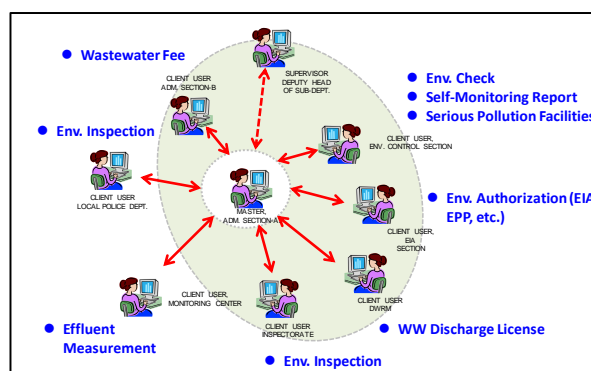 Wastewater Fee
CLIENT USER
ADM. SECTION-B
SUPERVISOR
DEPUTY HEAD
OF SUB-DEPT.
Env. Check
Self-Monitoring Report
Serious Pollution Facilities
Env. Inspection
CLIENT USER,
ENV. CONTROL SECTION
CLIENT USER
LOCAL POLICE DEPT.
MASTER,
ADM. SECTION-A
Env. Authorization (EIA
EPP, etc.)
CLIENT USER,
EIA
SECTION
CLIENT USER,
MONITORING CENTER
CLIENT USER
DWRM
CLIENT USER
INSPECTORATE
Effluent
Measurement
WW Discharge License
Env. Inspection